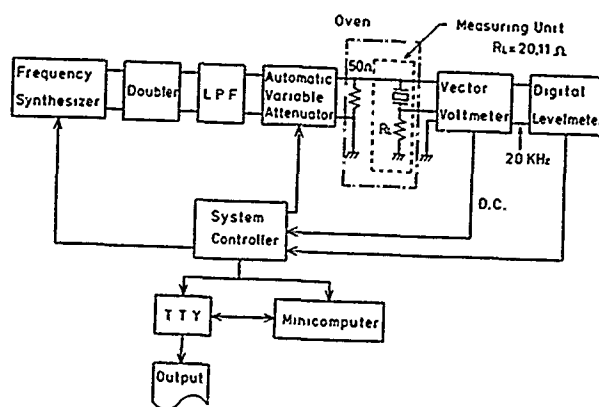 Oven
Measuring Unit
RL=20.11 Ω
50Ω
Frequency
Synthesizer
Doubler
LPF
Automatic
Variable
Attenuator
RL
Vector
Voltmeter
Digital
Levelmeter
20 KHz
D.C.
System
Controller
TTY
Minicomputer
Output